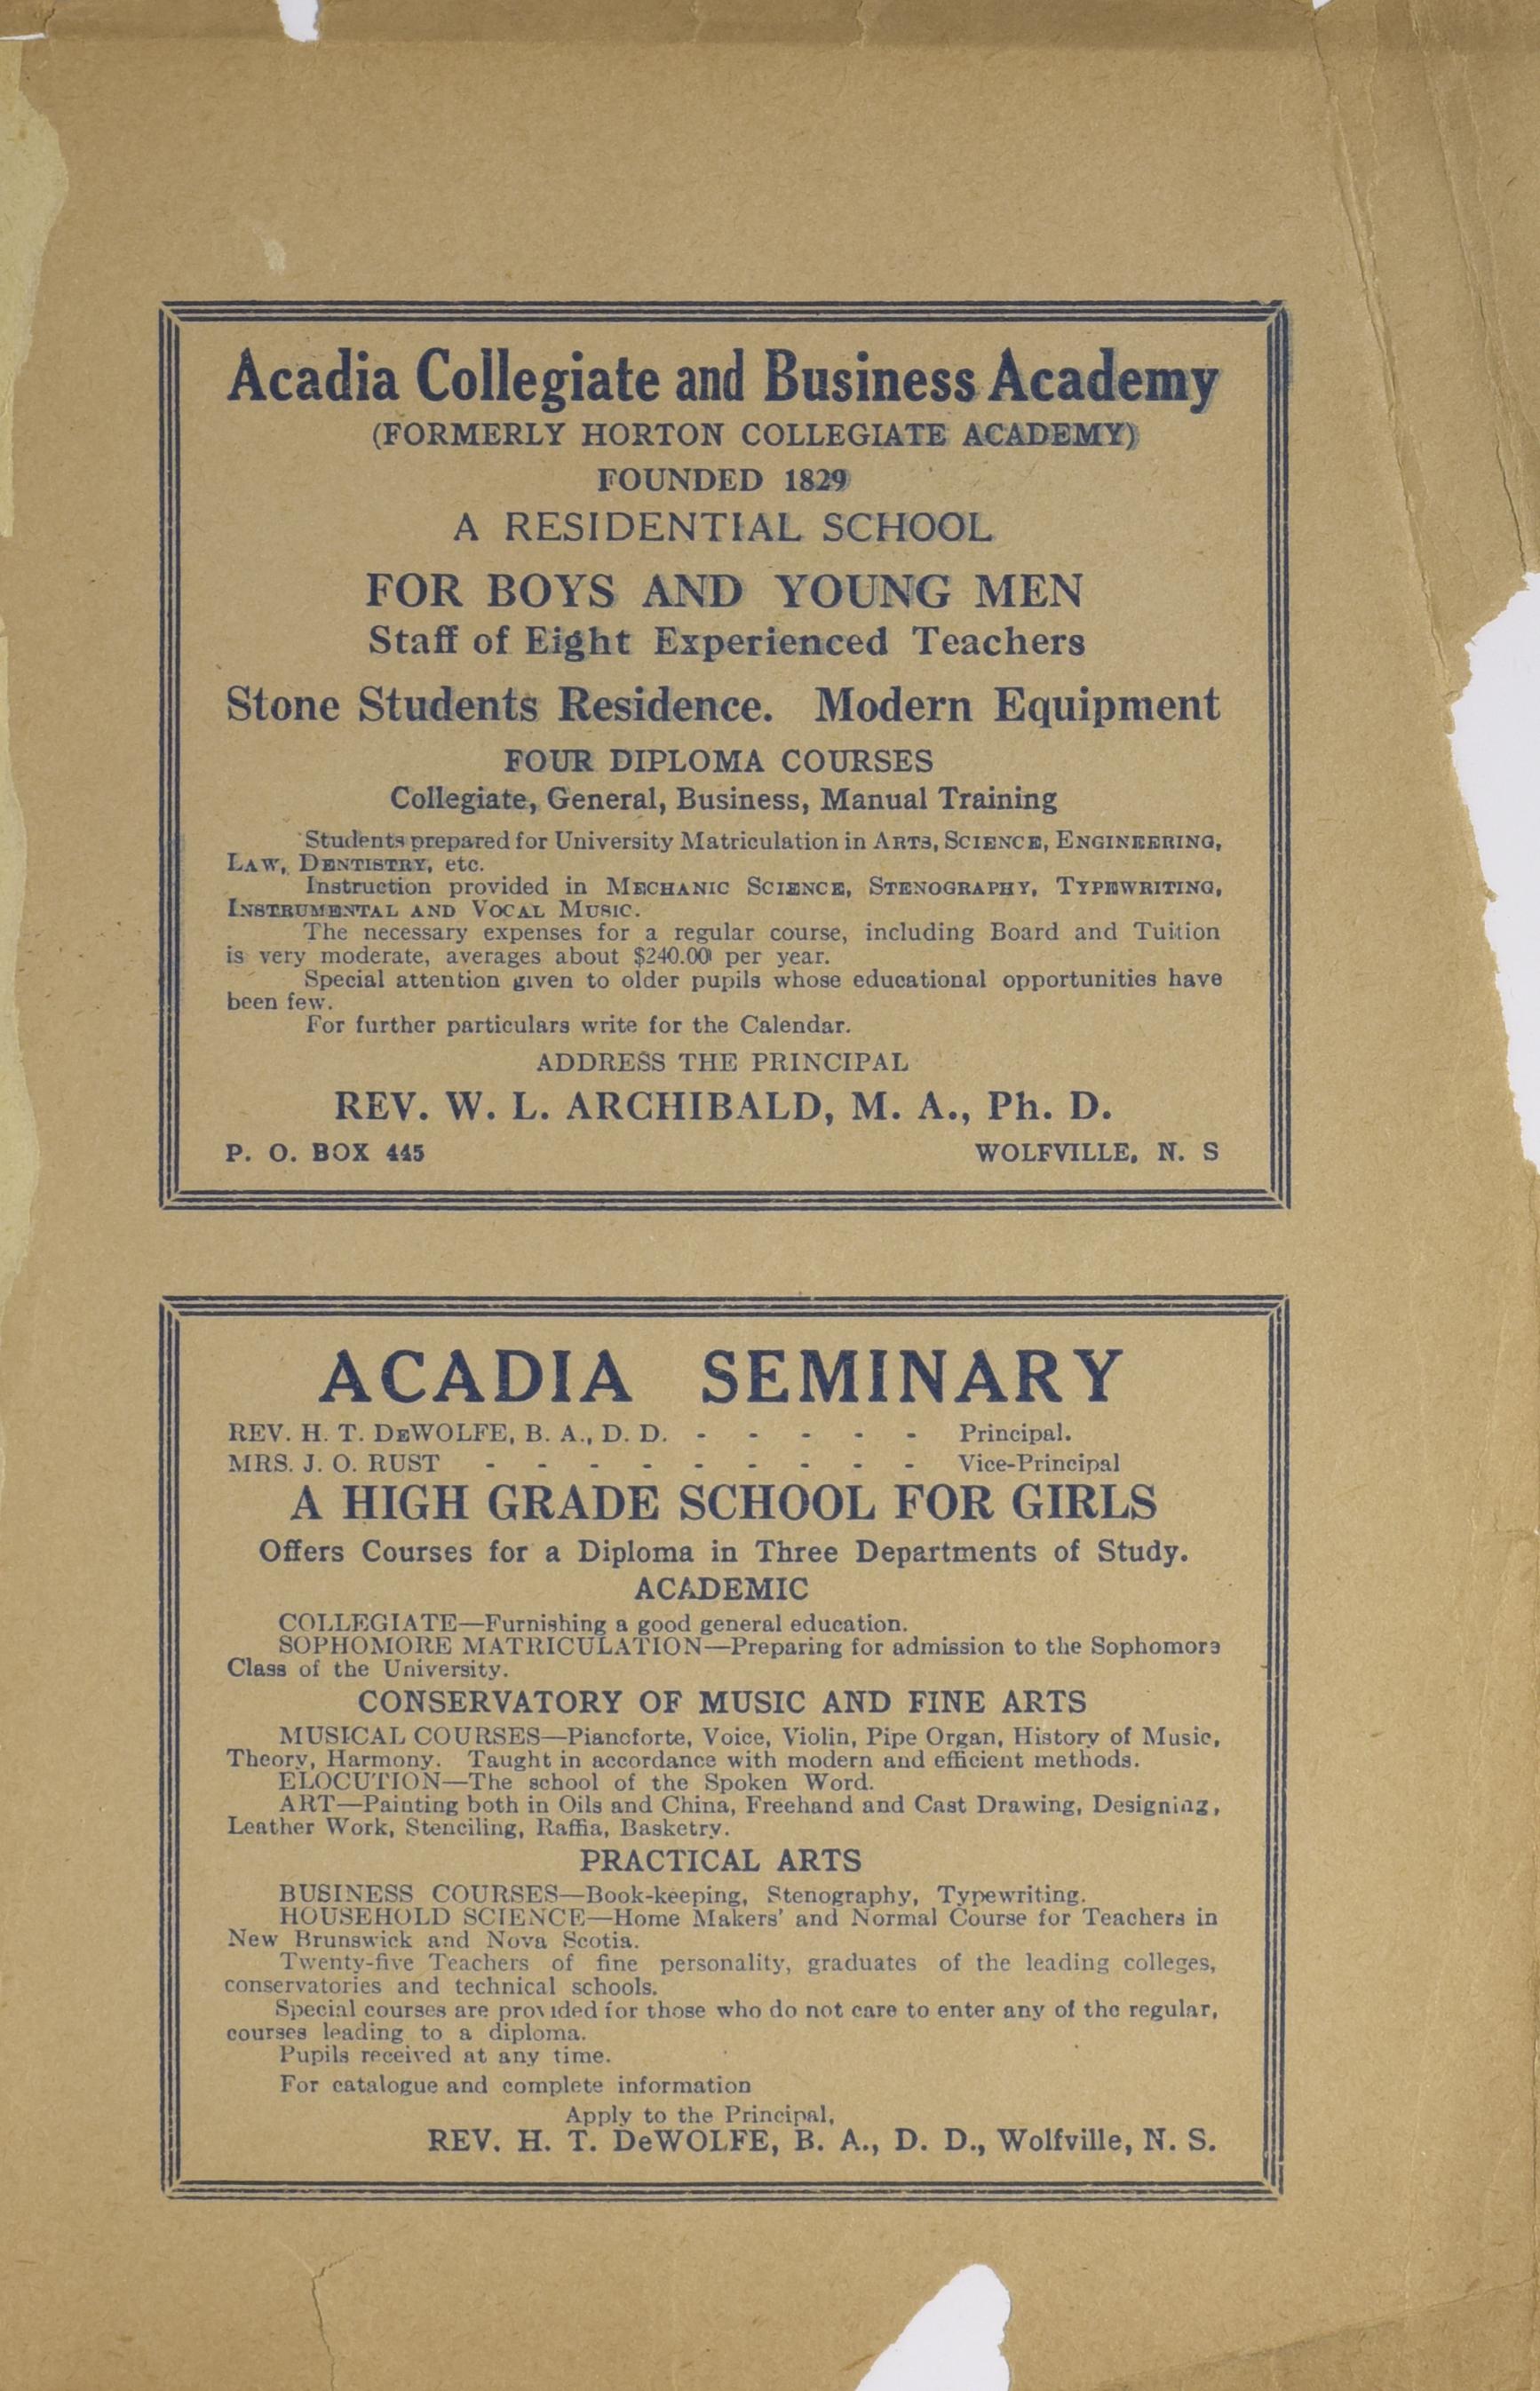 Acadia Collegiate and Business Academy
(FORMERLY HORTON COLLEGIATE ACADEMY)
FOUNDED 1829
A RESIDENTIAL SCHOOL
FOR BOYS AND YOUNG MEN
Staff of Eight Experienced Teachers
Stone Students Residence. Modern Equipment
FOUR DIPLOMA COURSES
Collegiate, General, Business, Manual Training
Students prepared for University Matriculation in ARTS, SCIENCE, ENGINEERING,
LAW, DENTISTRY, etc.
Instruction provided in MECHANIC SCIENCE, STENOGRAPHY, TYPEWRITING,
INSTRUMENTAL AND VOCAL MUSIC.
The necessary expenses for a regular course, including Board and Tuition
is very moderate, averages about $240.00 per year.
Special attention given to older pupils whose educational opportunities have
been few.
For further particulars write for the Calendar.
ADDRESS THE PRINCIPAL
REV. W. L. ARCHIBALD, M. A., Ph. D.
P. O. BOX 445 WOLFVILLE, N. S
ACADIA SEMINARY
REV. H. T. DEWOLFE, B. A., D. D. - - - - - Principal.
MRS. J. O. RUST - - - - - - - - - Vice-Principal
A HIGH GRADE SCHOOL FOR GIRLS
Offers Courses for a Diploma in Three Departments of Study.
ACADEMIC
COLLEGIATE—Furnishing a good general education.
SOPHOMORE MATRICULATION—Preparing for admission to the Sophomore
Class of the University.
CONSERVATORY OF MUSIC AND FINE ARTS
MUSICAL COURSES—Pianoforte, Voice, Violin, Pipe Organ, History of Music,
Theory, Harmony. Taught in accordance with modern and efficient methods.
ELOCUTION—The school of the Spoken Word.
ART—Painting both in Oils and China, Freehand and Cast Drawing, Designing,
Leather Work, Stenciling, Raffia, Basketry.
PRACTICAL ARTS
BUSINESS COURSES—Book-keeping, Stenography, Typewriting.
HOUSEHOLD SCIENCE—Home Makers' and Normal Course for Teachers in
New Brunswick and Nova Scotia.
Twenty-five Teachers of fine personality, graduates of the leading colleges,
conservatories and technical schools.
Special courses are provided for those who do not care to enter any of the regular,
courses leading to a diploma.
Pupils received at any time.
For catalogue and complete information
Apply to the Principal,
REV. H. T. DeWOLFE, B. A., D. D., Wolfville, N. S.